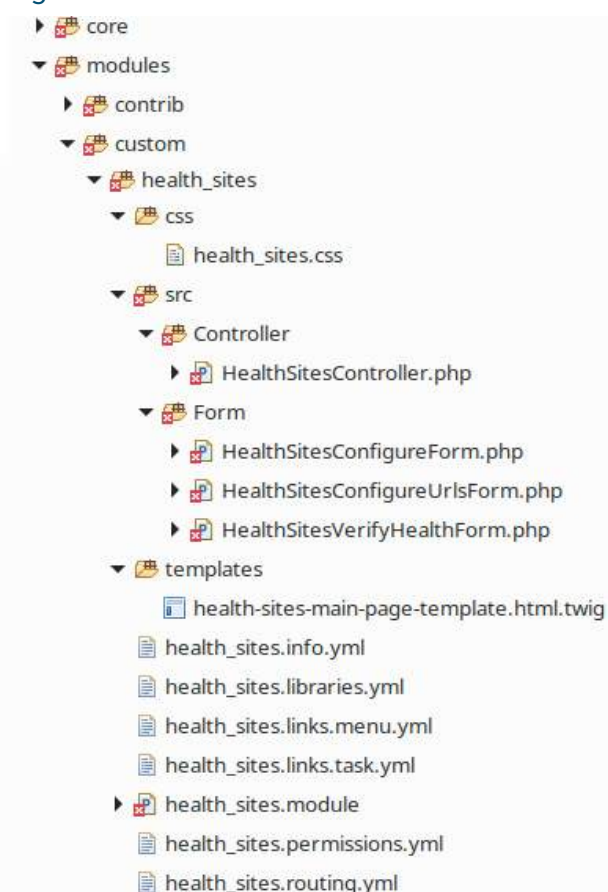 core
modules
contrib
custom
health_sites
css
health_sites.css
src
Controller
HealthSitesController.php
Form
HealthSitesConfigureForm.php
HealthSitesConfigureUrlsForm.php
HealthSitesVerifyHealthForm.php
templates
health-sites-main-page-template.html.twig
health_sites.info.yml
health_sites.libraries.yml
health_sites.links.menu.yml
health_sites.links.task.yml
health_sites.module
health_sites.permissions.yml
health_sites.routing.yml